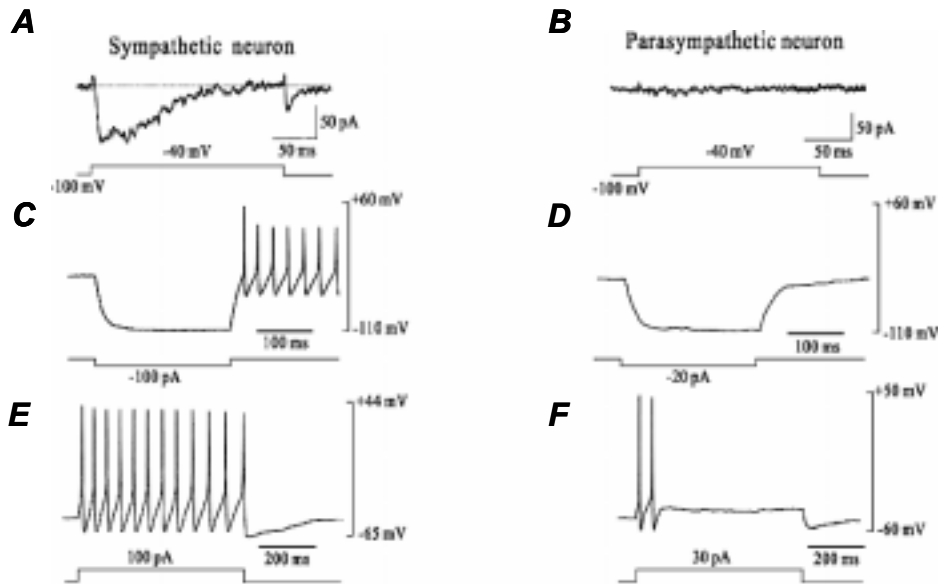 A
Sympathetic neuron
50 pA
-40 mV
50 ms
-100 mV
B
Parasympathetic neuron
50 pA
-40 mV
50 ms
-100 mV
C
+60 mV
-110 mV
100 ms
-100 pA
D
+60 mV
-110 mV
100 ms
-20 pA
E
+44 mV
-65 mV
200 ms
100 pA
F
+50 mV
-60 mV
200 ms
30 pA